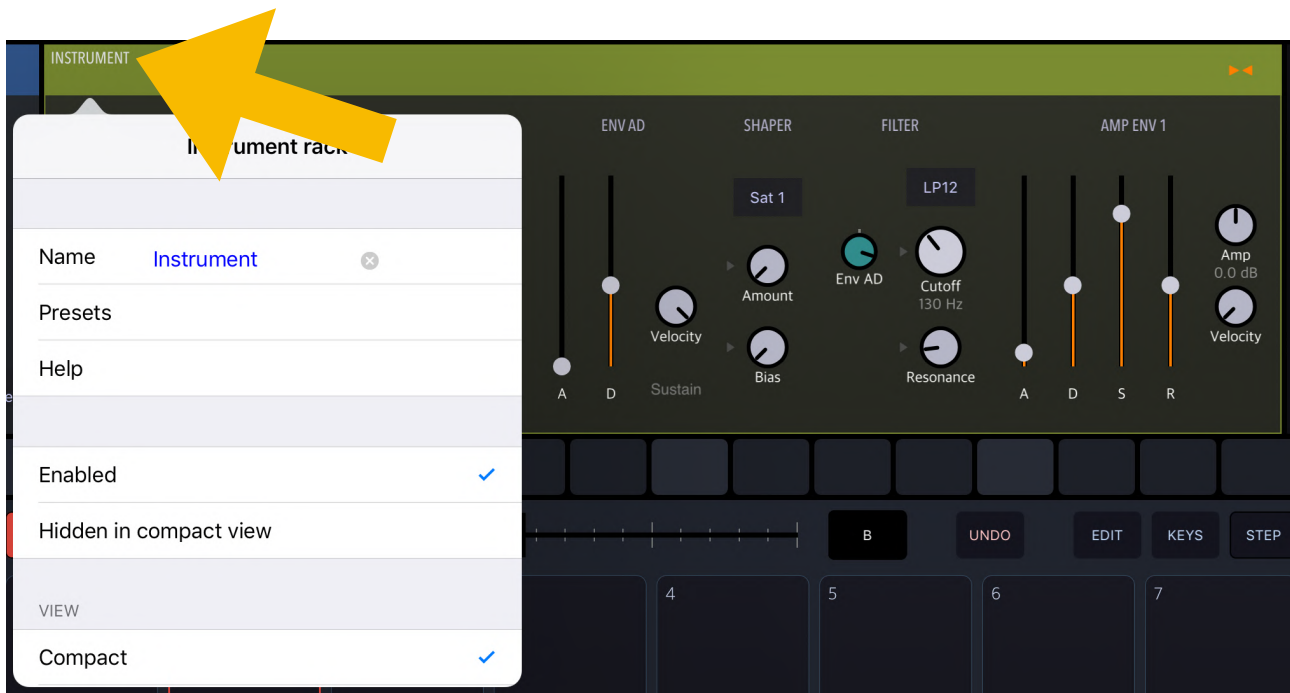 INSTRUMENT
Instrument rack
Name Instrument
Presets
Help
Enabled
Hidden in compact view
VIEW
Compact
ENV AD
A D
Velocity
Sustain
SHAPER
Sat 1
Amount
Bias
FILTER
LP12
Env AD
Cutoff
130 Hz
Resonance
AMP ENV 1
A D S R
Amp
0.0 dB
Velocity
B UNDO EDIT KEYS STEP
4 5 6 7